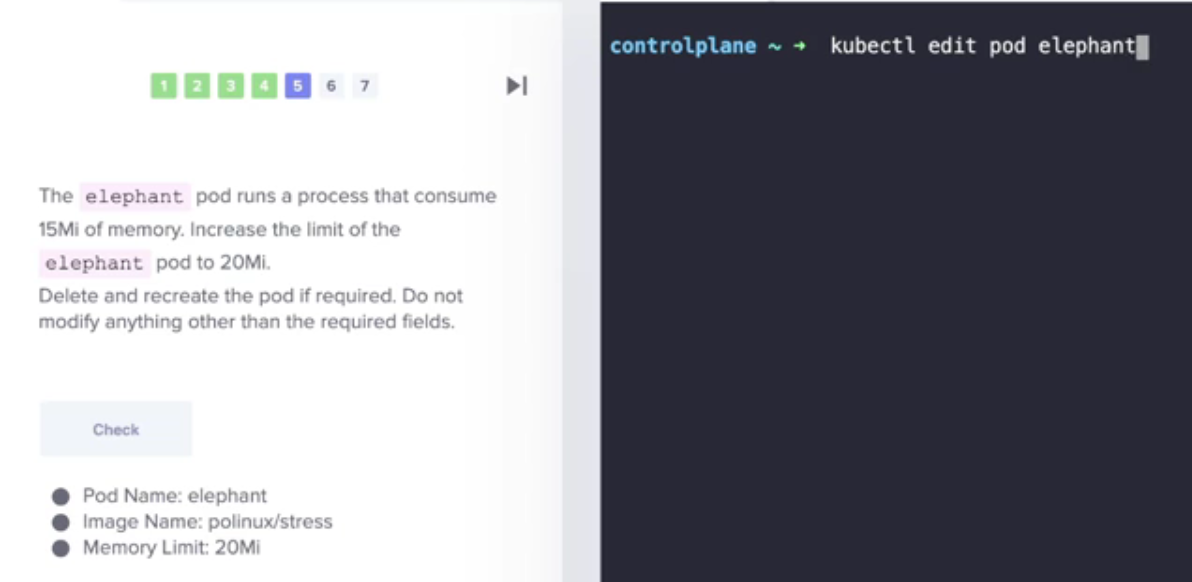 1 2 3 4 5 6 7
The elephant pod runs a process that consume
15Mi of memory. Increase the limit of the
elephant pod to 20Mi.
Delete and recreate the pod if required. Do not
modify anything other than the required fields.
Check
Pod Name: elephant
Image Name: polinux/stress
Memory Limit: 20Mi
controlplane ~ ➜ kubectl edit pod elephant